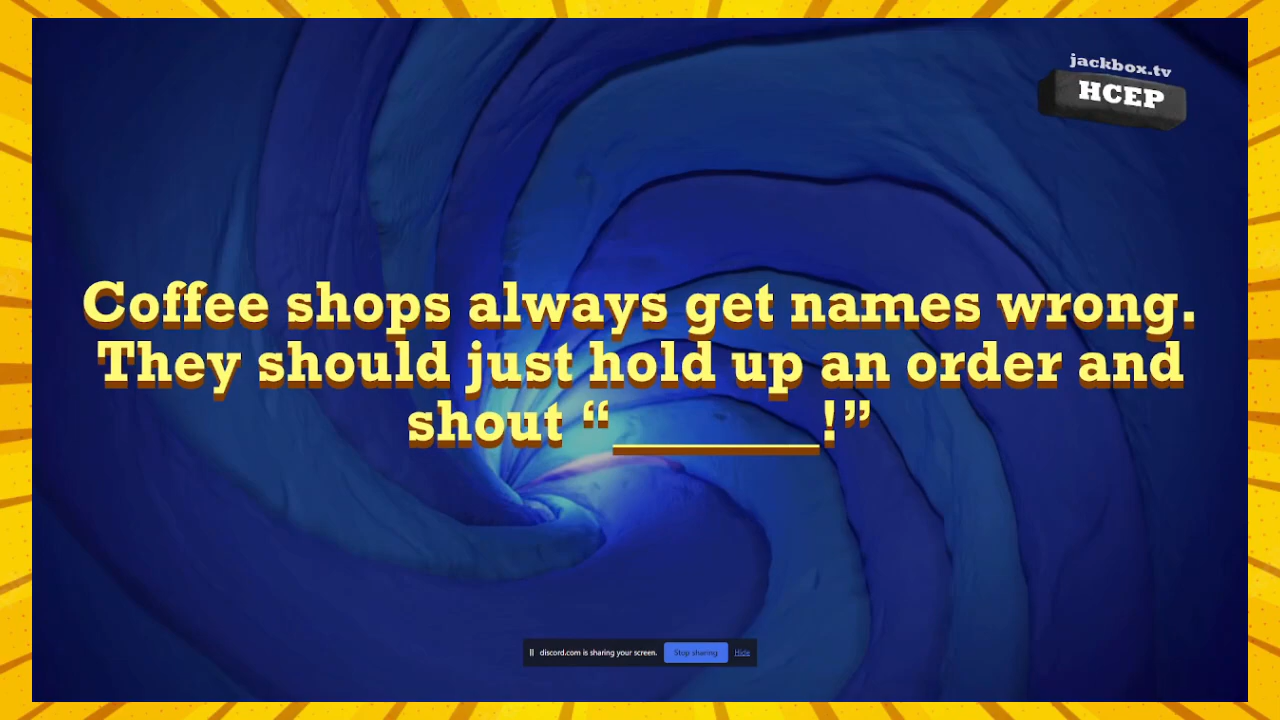 jackbox.tv
HCEP
Coffee shops always get names wrong.
They should just hold up an order and
shout “_______!”
discord.com is sharing your screen. Stop sharing Hide